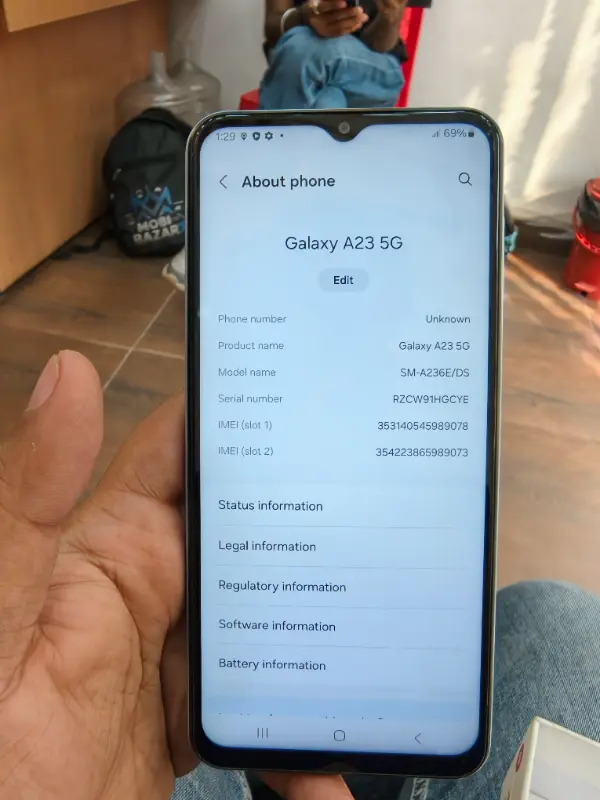 1:29 69%
About phone
Galaxy A23 5G
Edit
Phone number Unknown
Product name Galaxy A23 5G
Model name SM-A236E/DS
Serial number RZCW91HGCYE
IMEI (slot 1) 353140545989078
IMEI (slot 2) 354223865989073
Status information
Legal information
Regulatory information
Software information
Battery information
MOBI
BAZAR